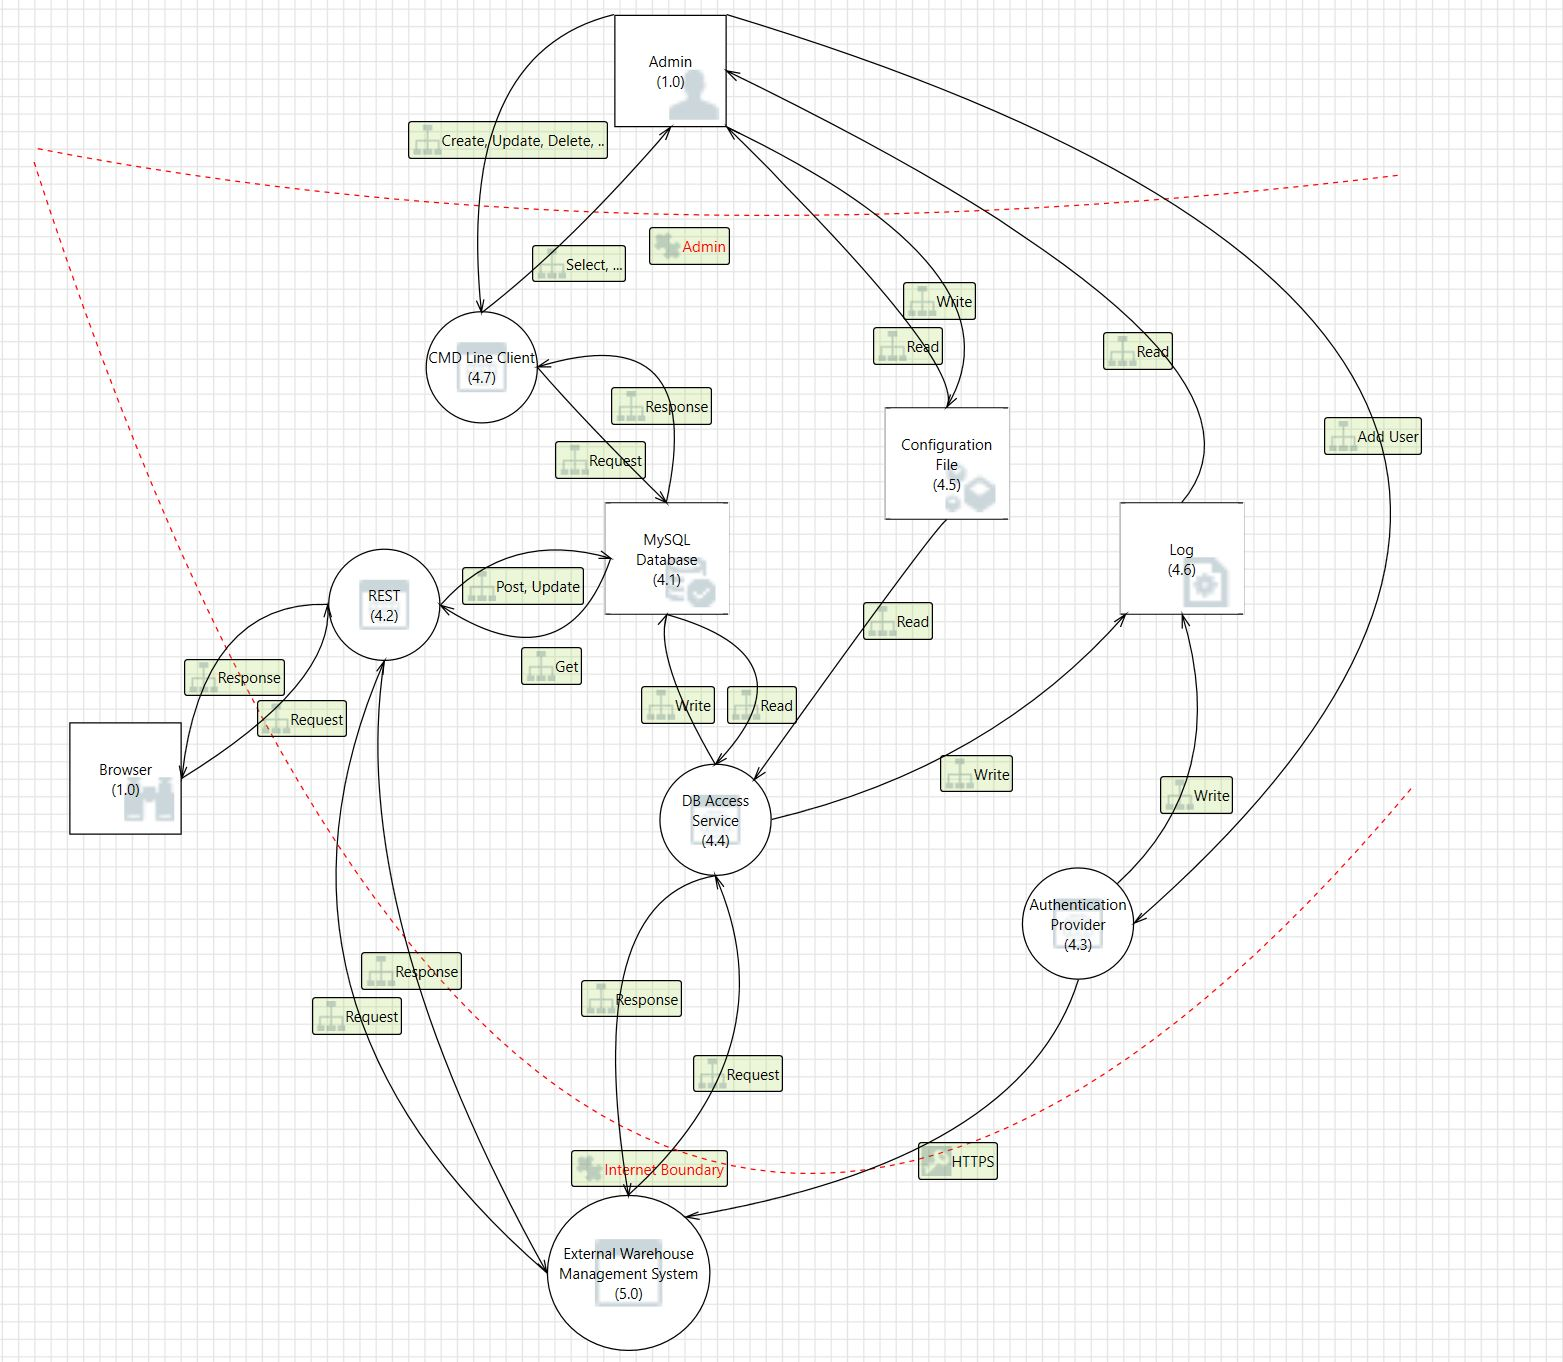 Admin
(1.0)
Create, Update, Delete, ..
Admin
Select, ...
Write
Read
Read
CMD Line Client
(4.7)
Response
Request
Add User
Configuration
File
(4.5)
MySQL
Database
(4.1)
Log
(4.6)
REST
(4.2)
Post, Update
Get
Read
Response
Request
Write
Read
Browser
(1.0)
DB Access
Service
(4.4)
Write
Write
Authentication
Provider
(4.3)
Response
Request
Response
Request
Internet Boundary
HTTPS
External Warehouse
Management System
(5.0)